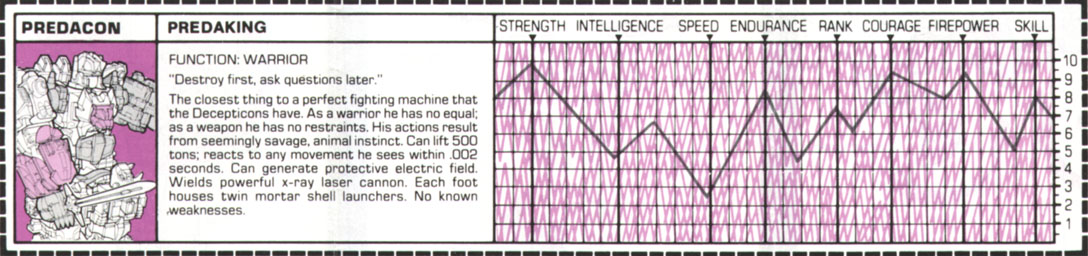 PREDACON
PREDAKING
FUNCTION: WARRIOR
"Destroy first, ask questions later."
The closest thing to a perfect fighting machine that
the Decepticons have. As a warrior he has no equal;
as a weapon he has no restraints. His actions result
from seemingly savage, animal instinct. Can lift 500
tons; reacts to any movement he sees within .002
seconds. Can generate protective electric field.
Wields powerful x-ray laser cannon. Each foot
houses twin mortar shell launchers. No known
weaknesses.
STRENGTH INTELLIGENCE SPEED ENDURANCE RANK COURAGE FIREPOWER SKILL
10
9
8
7
6
5
4
3
2
1